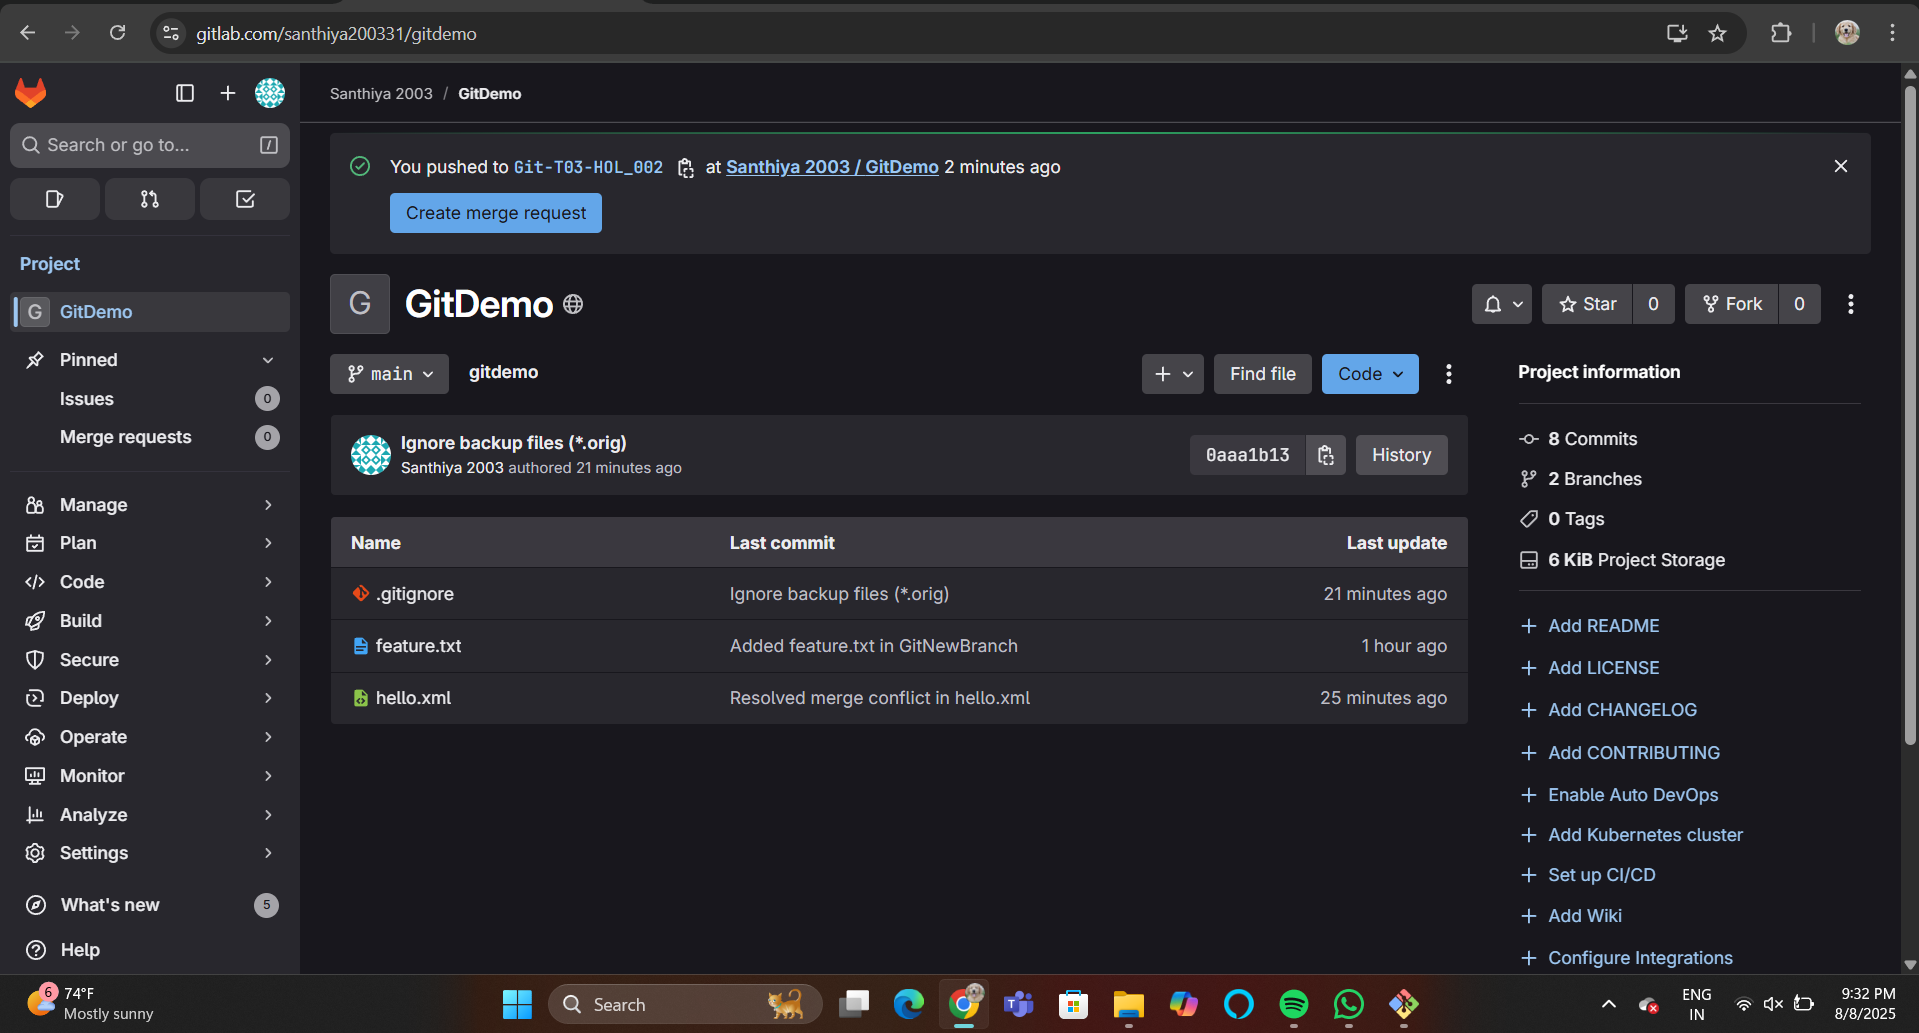 gitlab.com/santhiya200331/gitdemo
Search or go to...
/
Project
G GitDemo
Pinned
Issues 0
Merge requests 0
Manage
Plan
Code
Build
Secure
Deploy
Operate
Monitor
Analyze
Settings
What's new 5
Help
Santhiya 2003 / GitDemo
You pushed to Git-T03-HOL_002 at Santhiya 2003 / GitDemo 2 minutes ago
Create merge request
G GitDemo
Star 0 Fork 0
main gitdemo
+ Find file Code
Ignore backup files (*.orig)
Santhiya 2003 authored 21 minutes ago
0aaa1b13 History
Name Last commit Last update
.gitignore Ignore backup files (*.orig) 21 minutes ago
feature.txt Added feature.txt in GitNewBranch 1 hour ago
hello.xml Resolved merge conflict in hello.xml 25 minutes ago
Project information
8 Commits
2 Branches
0 Tags
6 KiB Project Storage
+ Add README
+ Add LICENSE
+ Add CHANGELOG
+ Add CONTRIBUTING
+ Enable Auto DevOps
+ Add Kubernetes cluster
+ Set up CI/CD
+ Add Wiki
+ Configure Integrations
6
74°F
Mostly sunny
Search
ENG
IN
9:32 PM
8/8/2025